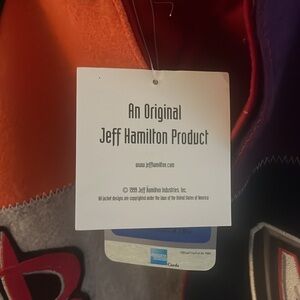 An Original
Jeff Hamilton Product
www.jeffhamilton.com
© 1999 Jeff Hamilton Industries, Inc.
All jacket designs are copyrighted under the laws of the United States of America
Cards